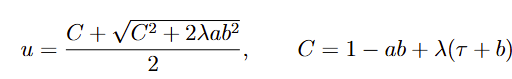 u = \frac{C + \sqrt{C^2 + 2\lambda ab^2}}{2}, \qquad C = 1 - ab + \lambda(\tau + b)